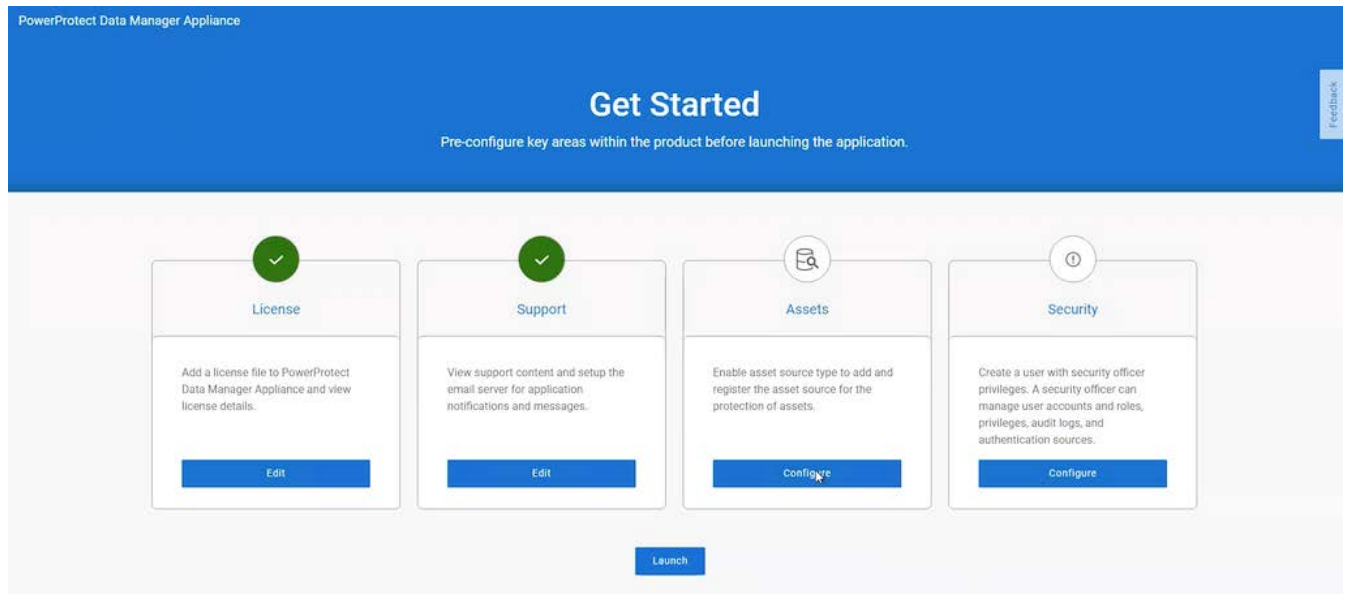 PowerProtect Data Manager Appliance
Get Started
Pre-configure key areas within the product before launching the application.
Feedback
License
Add a license file to PowerProtect
Data Manager Appliance and view
license details.
Edit
Support
View support content and setup the
email server for application
notifications and messages.
Edit
Assets
Enable asset source type to add and
register the asset source for the
protection of assets.
Configure
Security
Create a user with security officer
privileges. A security officer can
manage user accounts and roles,
privileges, audit logs, and
authentication sources.
Configure
Launch